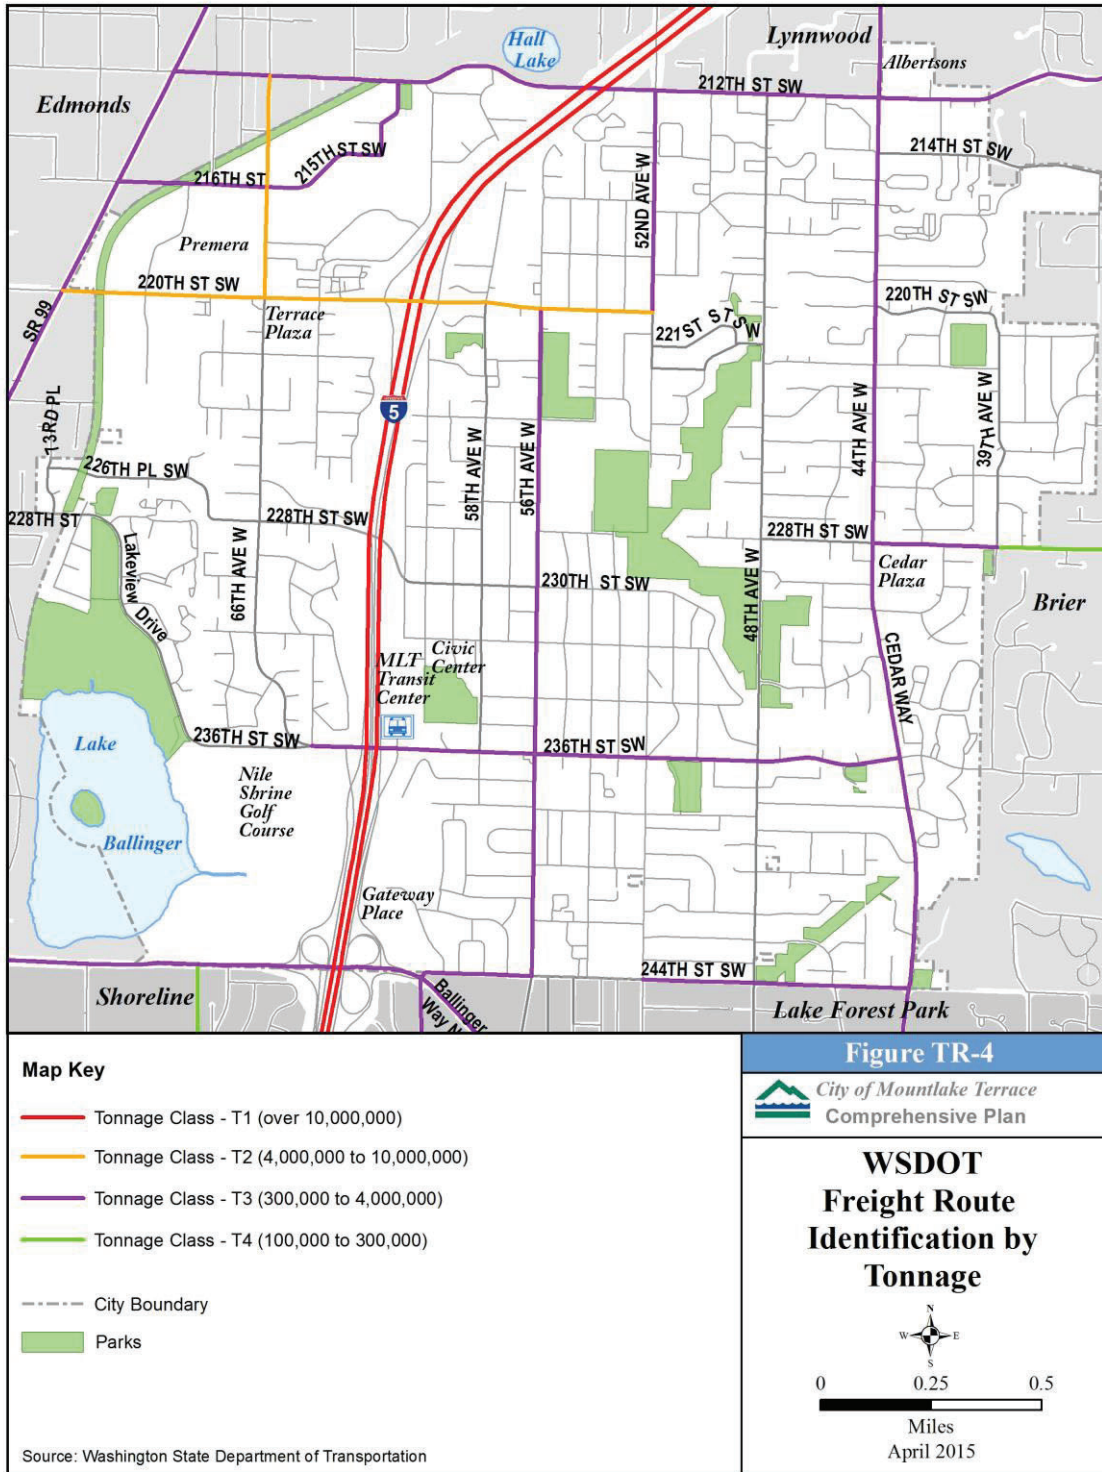 Hall
Lake
Lynnwood
Albertsons
Edmonds
212TH ST SW
215TH ST SW
214TH ST SW
216TH ST
52ND AVE W
Premera
220TH ST SW
220TH ST SW
SR 99
Terrace
Plaza
221ST ST SW
5
73RD PL
58TH AVE W
56TH AVE W
44TH AVE W
39TH AVE W
226TH PL SW
228TH ST
228TH ST SW
228TH ST SW
Lakeview
Drive
66TH AVE W
230TH ST SW
48TH AVE W
Cedar
Plaza
Brier
CEDAR WAY
Civic
Center
MLT
Transit
Center
236TH ST SW
236TH ST SW
Lake
Ballinger
Nile
Shrine
Golf
Course
Gateway
Place
244TH ST SW
Ballinger
Way N
Shoreline
Lake Forest Park
Map Key
Tonnage Class - T1 (over 10,000,000)
Tonnage Class - T2 (4,000,000 to 10,000,000)
Tonnage Class - T3 (300,000 to 4,000,000)
Tonnage Class - T4 (100,000 to 300,000)
City Boundary
Parks
Source: Washington State Department of Transportation
Figure TR-4
City of Mountlake Terrace
Comprehensive Plan
WSDOT
Freight Route
Identification by
Tonnage
N
W E
S
0 0.25 0.5
Miles
April 2015